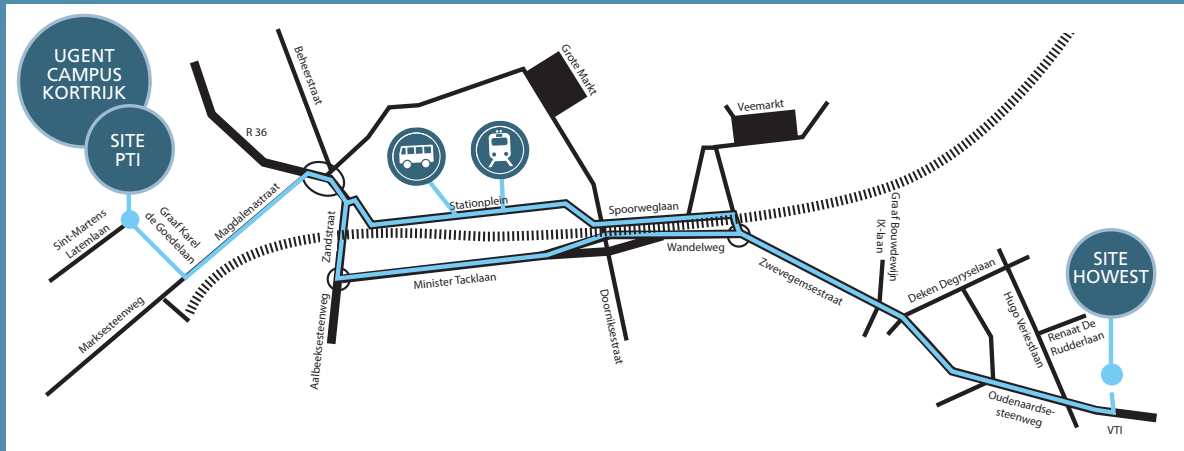 UGENT
CAMPUS
KORTRIJK
SITE
PTI
Beheerstraat
R 36
Grote Markt
Veemarkt
Stationplein
Spoorweglaan
Magdalenastraat
Graaf Karel
de Goedelaan
Sint-Martens
Latemlaan
Zandstraat
Wandelweg
Graaf Bouwdewijn
IX-laan
Minister Tacklaan
Zwevegemsestraat
Deken Degryselaan
SITE
HOWEST
Marksesteenweg
Aalbeeksesteenweg
Doorniksestraat
Hugo Verriestlaan
Renaat De
Rudderlaan
Oudenaardse-
steenweg
VTI